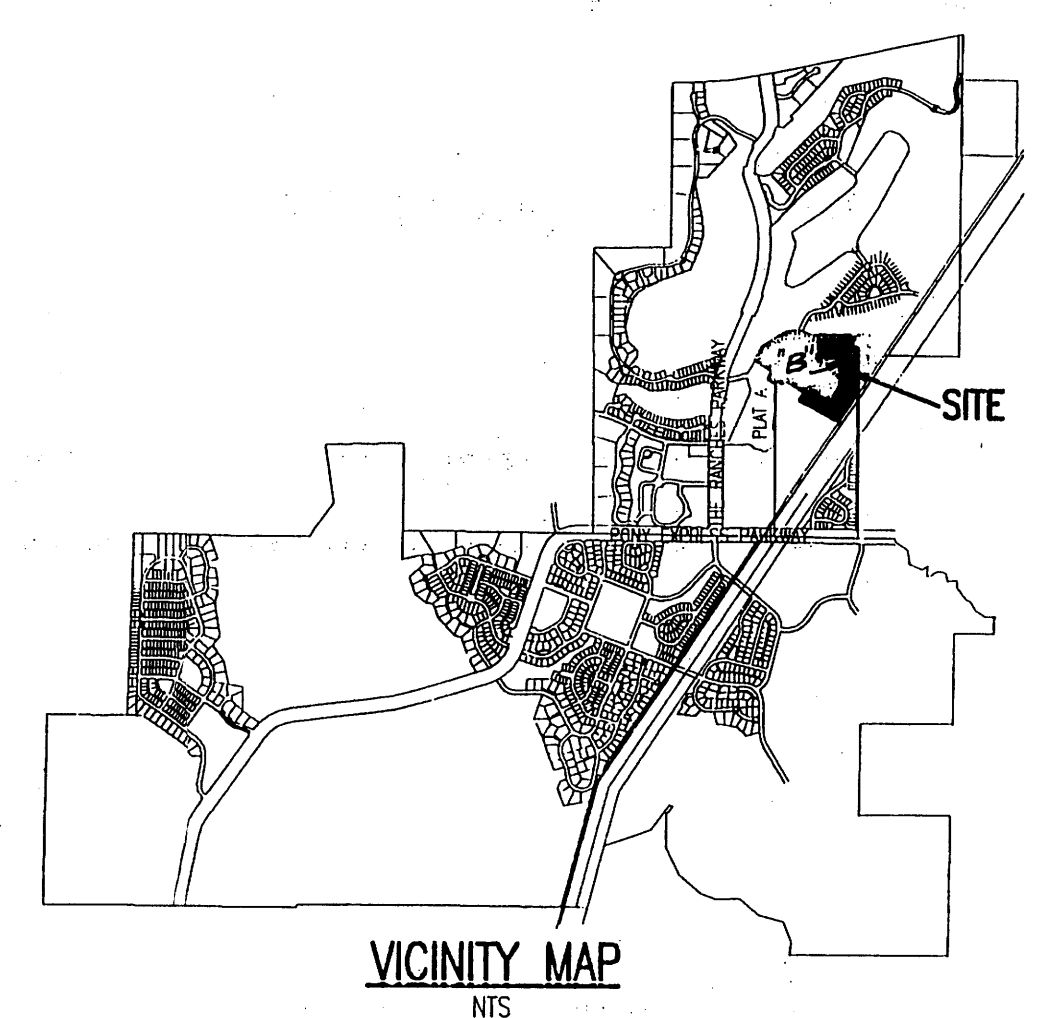 THE RANCHES PARKWAY
"B"
SITE
PLAT A
PONY EXPRESS PARKWAY
VICINITY MAP
NTS